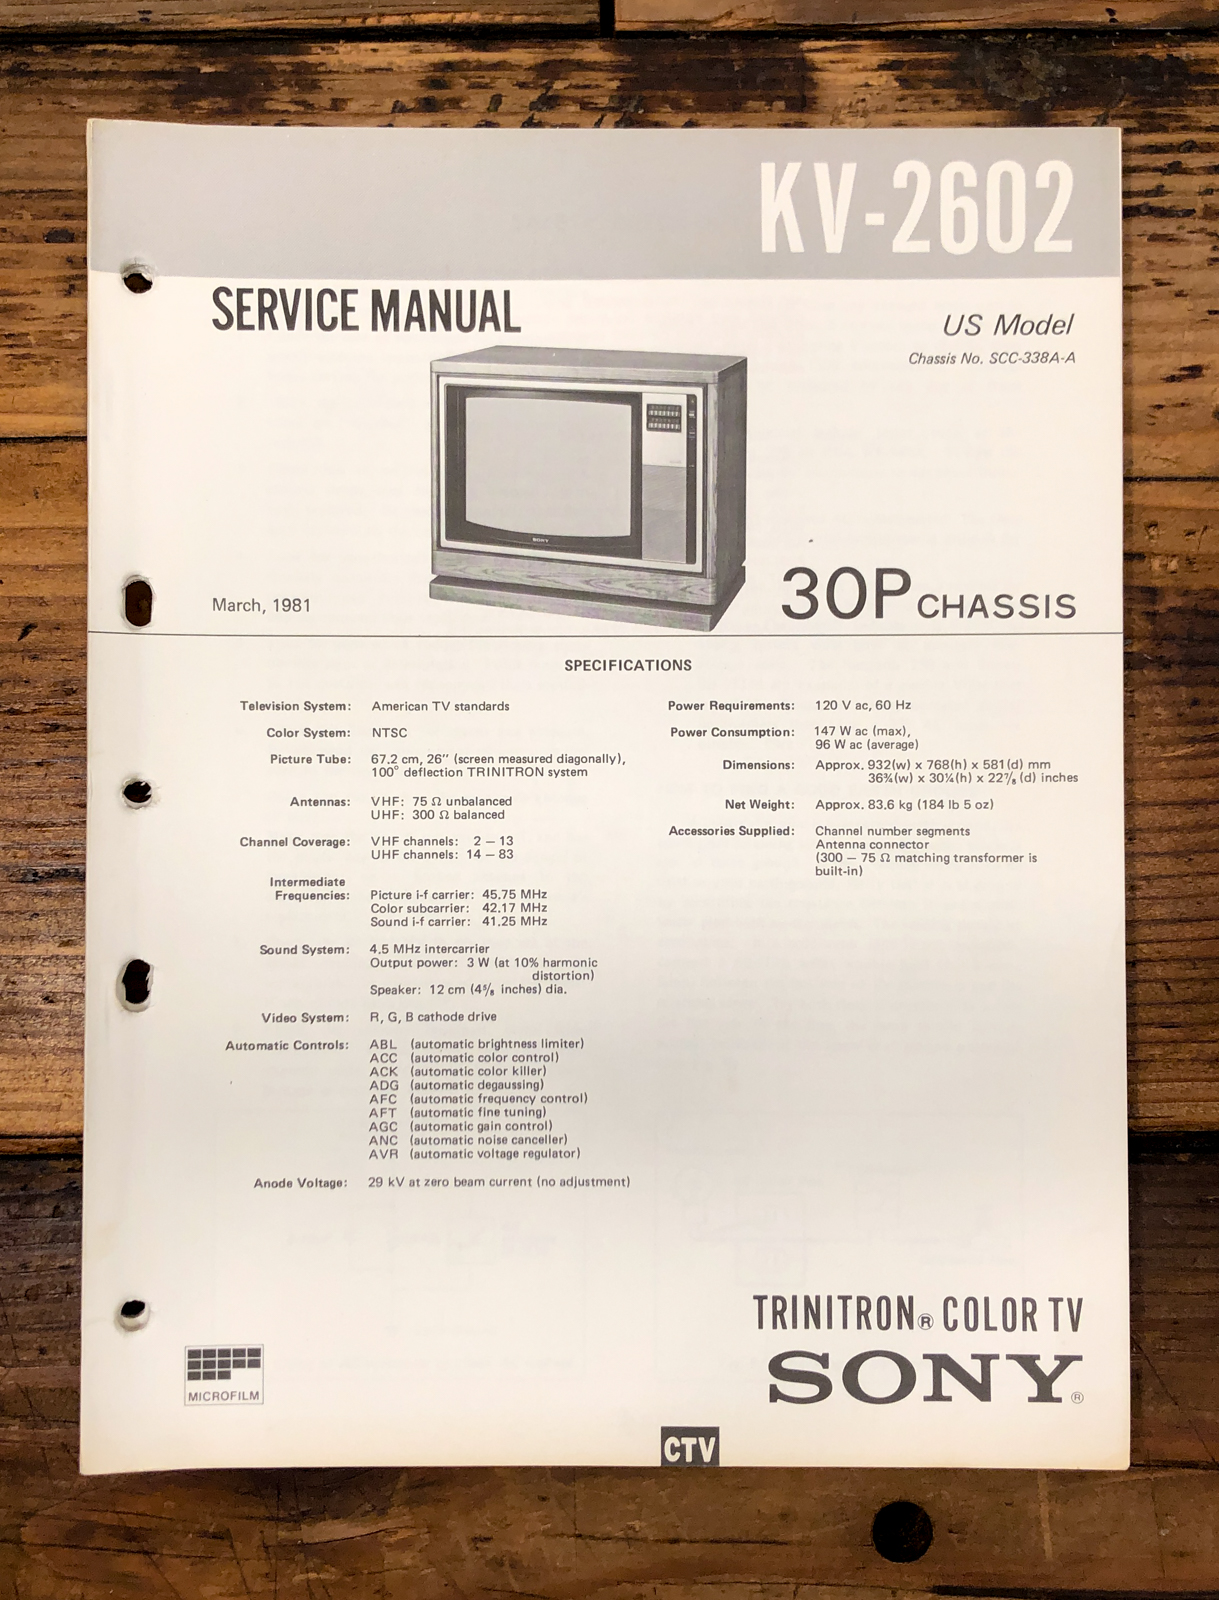 KV-2602
SERVICE MANUAL
US Model
Chassis No. SCC-338A-A
SONY
March, 1981
30P CHASSIS
SPECIFICATIONS
Television System: American TV standards
Color System: NTSC
Picture Tube: 67.2 cm, 26" (screen measured diagonally),
100° deflection TRINITRON system
Antennas: VHF: 75 Ω unbalanced
UHF: 300 Ω balanced
Channel Coverage: VHF channels: 2 – 13
UHF channels: 14 – 83
Intermediate
Frequencies: Picture i-f carrier: 45.75 MHz
Color subcarrier: 42.17 MHz
Sound i-f carrier: 41.25 MHz
Sound System: 4.5 MHz intercarrier
Output power: 3 W (at 10% harmonic
distortion)
Speaker: 12 cm (4⅝ inches) dia.
Video System: R, G, B cathode drive
Automatic Controls: ABL (automatic brightness limiter)
ACC (automatic color control)
ACK (automatic color killer)
ADG (automatic degaussing)
AFC (automatic frequency control)
AFT (automatic fine tuning)
AGC (automatic gain control)
ANC (automatic noise canceller)
AVR (automatic voltage regulator)
Anode Voltage: 29 kV at zero beam current (no adjustment)
Power Requirements: 120 V ac, 60 Hz
Power Consumption: 147 W ac (max),
96 W ac (average)
Dimensions: Approx. 932(w) x 768(h) x 581(d) mm
36¾(w) x 30¼(h) x 22⅞ (d) inches
Net Weight: Approx. 83.6 kg (184 lb 5 oz)
Accessories Supplied: Channel number segments
Antenna connector
(300 – 75 Ω matching transformer is
built-in)
TRINITRON® COLOR TV
SONY®
MICROFILM
CTV